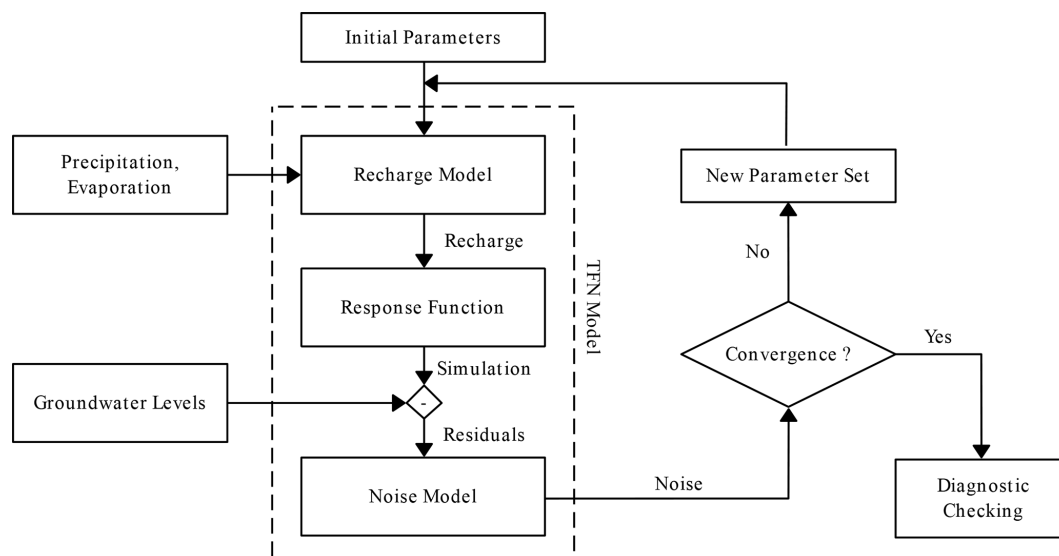 Initial Parameters
Precipitation,
Evaporation
Recharge Model
New Parameter Set
Recharge
No
TFN Model
Response Function
Yes
Convergence ?
Simulation
Groundwater Levels
-
Residuals
Noise Model
Noise
Diagnostic
Checking